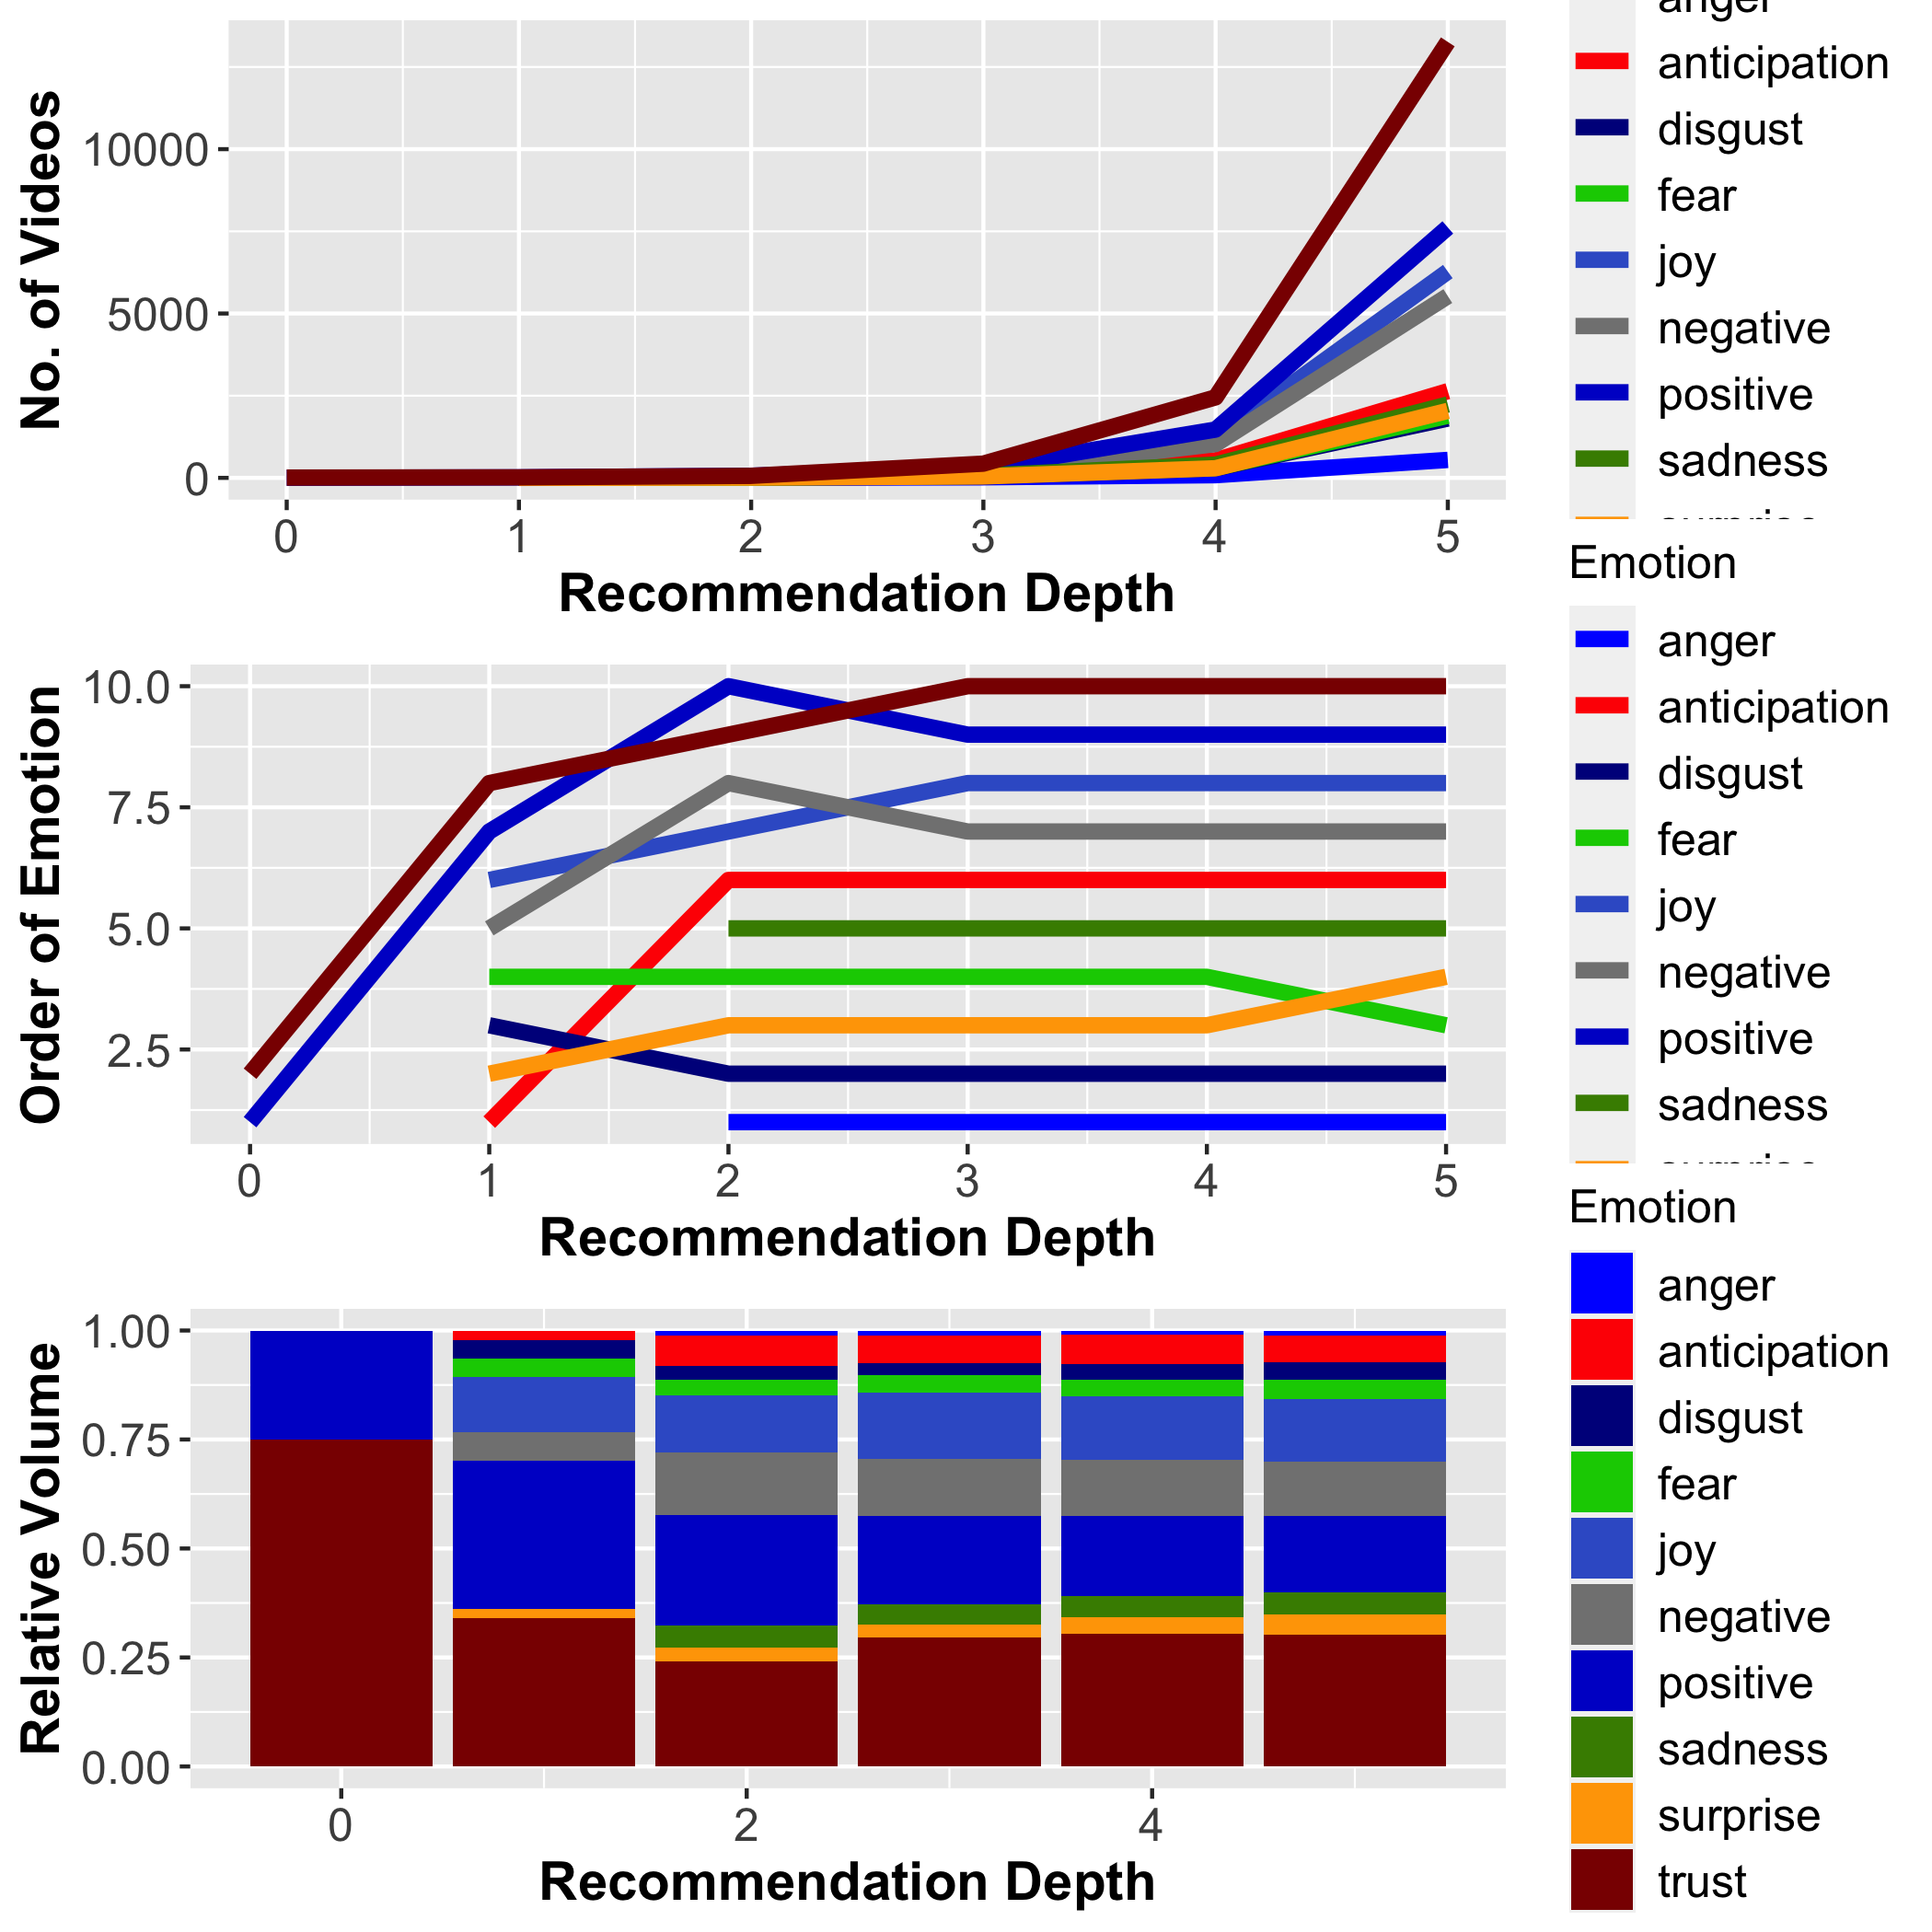 No. of Videos
10000
5000
0
0 1 2 3 4 5
Recommendation Depth
anger
anticipation
disgust
fear
joy
negative
positive
sadness
surprise
Order of Emotion
10.0
7.5
5.0
2.5
0 1 2 3 4 5
Recommendation Depth
Emotion
anger
anticipation
disgust
fear
joy
negative
positive
sadness
surprise
Relative Volume
1.00
0.75
0.50
0.25
0.00
0 2 4
Recommendation Depth
Emotion
anger
anticipation
disgust
fear
joy
negative
positive
sadness
surprise
trust